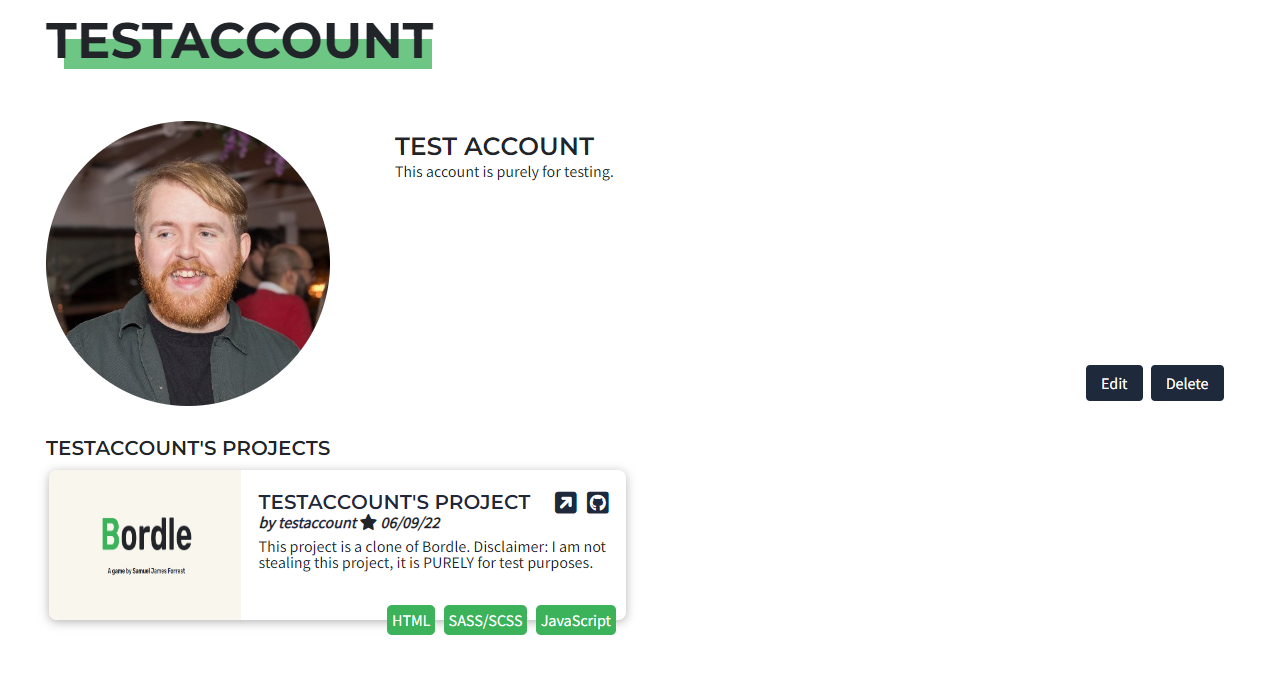 TESTACCOUNT
TEST ACCOUNT
This account is purely for testing.
Edit
Delete
TESTACCOUNT'S PROJECTS
Bordle
A game by Samuel James Forrest
TESTACCOUNT'S PROJECT
by testaccount ★ 06/09/22
This project is a clone of Bordle. Disclaimer: I am not
stealing this project, it is PURELY for test purposes.
HTML
SASS/SCSS
JavaScript